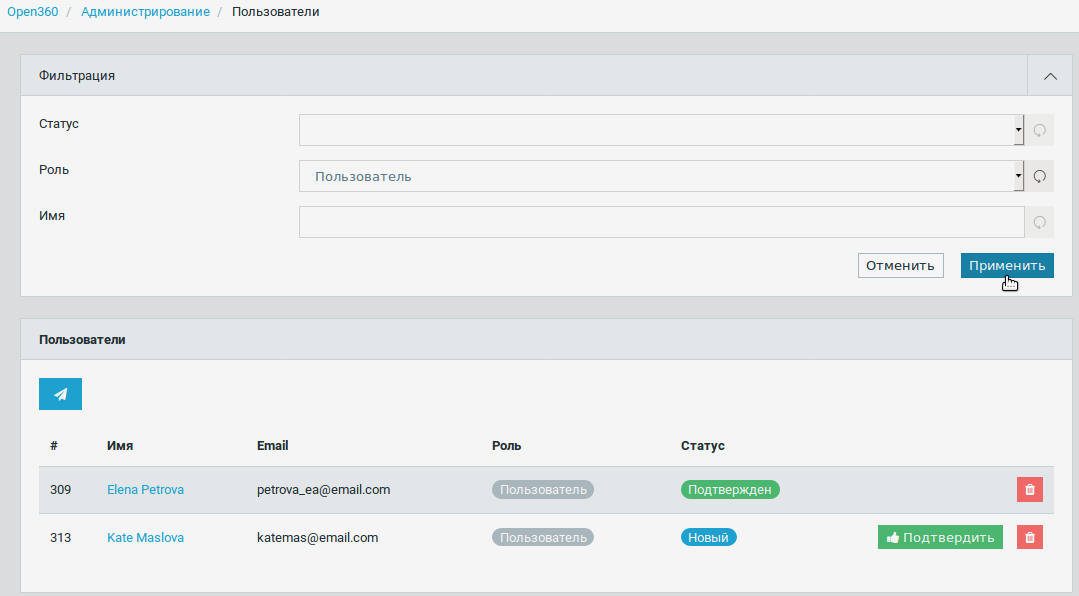 Open360 / Администрирование / Пользователи
Фильтрация
Статус
Роль Пользователь
Имя
Отменить Применить
Пользователи
# Имя Email Роль Статус
309 Elena Petrova petrova_ea@email.com Пользователь Подтвержден
313 Kate Maslova katemas@email.com Пользователь Новый Подтвердить